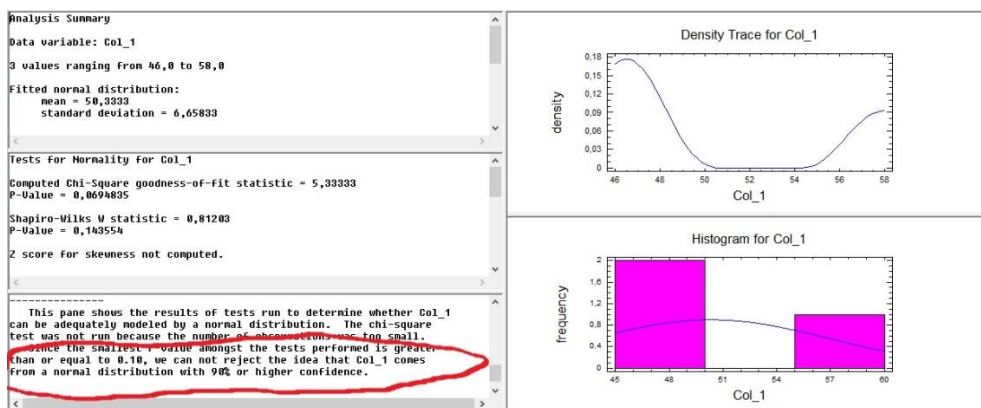 Analysis Summary
Data variable: Col_1
3 values ranging from 46,0 to 58,0
Fitted normal distribution:
mean = 50,3333
standard deviation = 6,65833
Tests for Normality for Col_1
Computed Chi-Square goodness-of-fit statistic = 5,33333
P-Value = 0,0694835
Shapiro-Wilks W statistic = 0,81203
P-Value = 0,143554
Z score for skewness not computed.
---------------
This pane shows the results of tests run to determine whether Col_1
can be adequately modeled by a normal distribution. The chi-square
test was not run because the number of observations was too small.
Since the smallest P-value amongst the tests performed is greater
than or equal to 0.10, we can not reject the idea that Col_1 comes
from a normal distribution with 90% or higher confidence.
Density Trace for Col_1
density
0,18
0,15
0,12
0,09
0,06
0,03
0
46 48 50 52 54 56 58
Col_1
Histogram for Col_1
frequency
2
1,6
1,2
0,8
0,4
0
45 48 51 54 57 60
Col_1